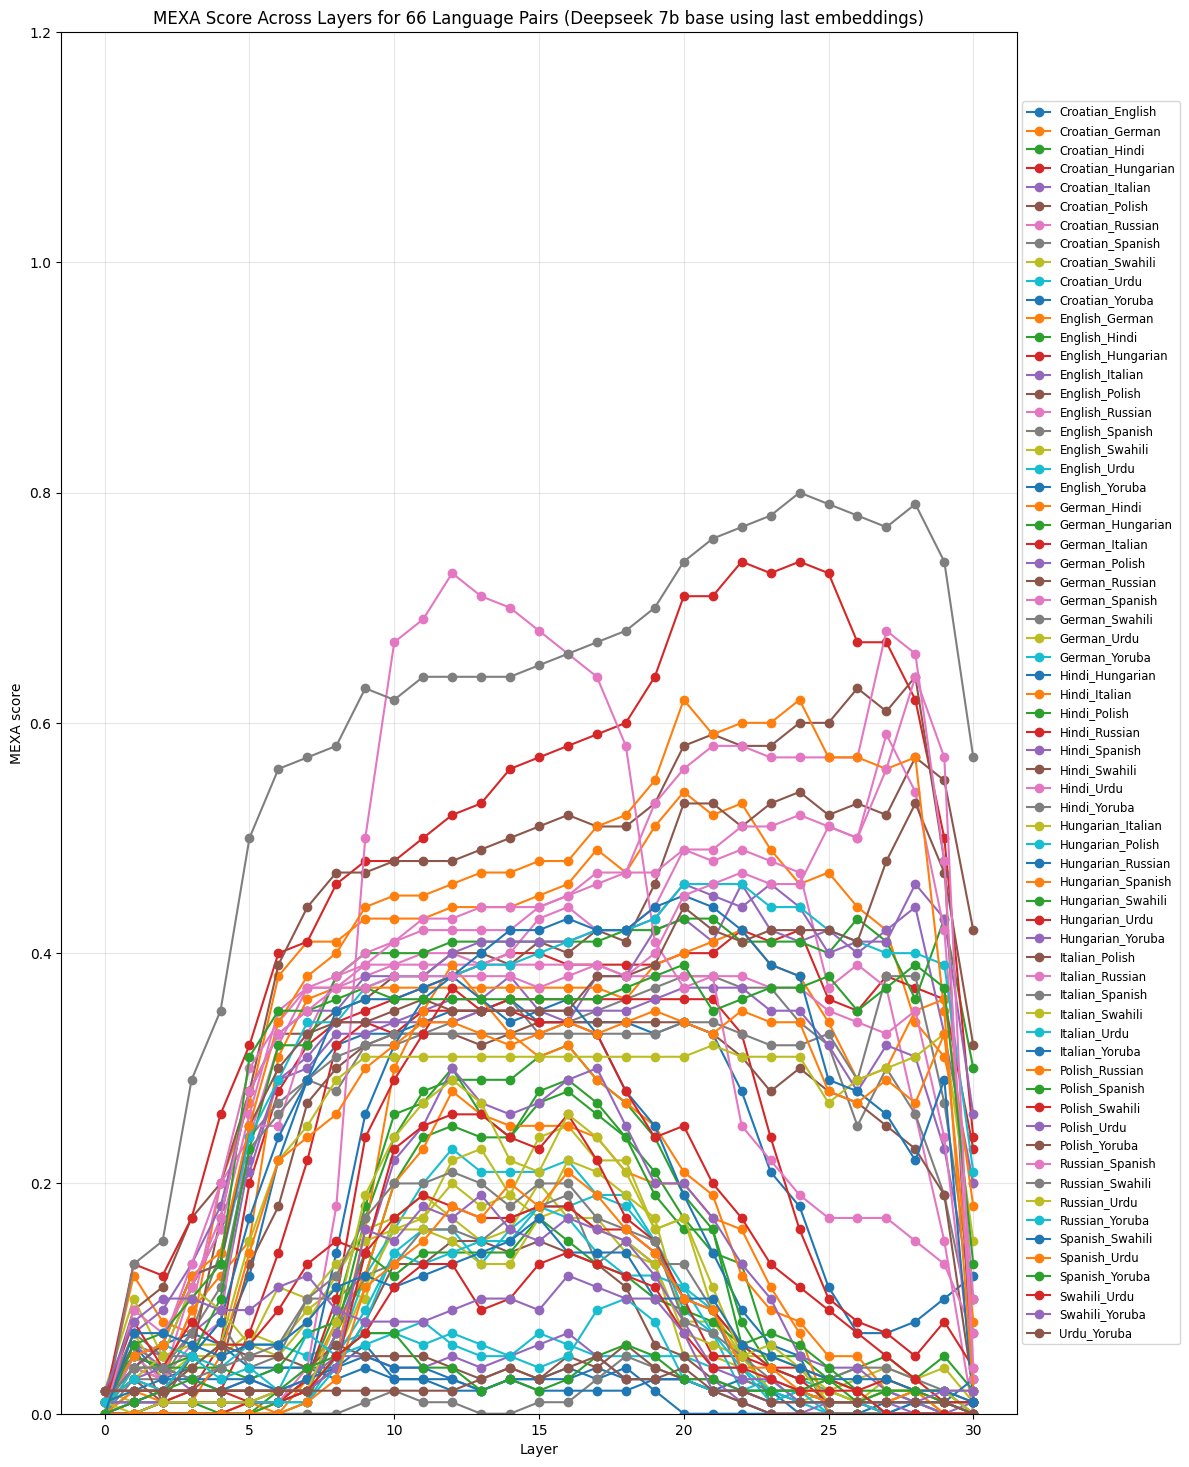 MEXA Score Across Layers for 66 Language Pairs (Deepseek 7b base using last embeddings)
1.2
1.0
0.8
0.6
0.4
0.2
0.0
MEXA score
0 5 10 15 20 25 30
Layer
Croatian_English
Croatian_German
Croatian_Hindi
Croatian_Hungarian
Croatian_Italian
Croatian_Polish
Croatian_Russian
Croatian_Spanish
Croatian_Swahili
Croatian_Urdu
Croatian_Yoruba
English_German
English_Hindi
English_Hungarian
English_Italian
English_Polish
English_Russian
English_Spanish
English_Swahili
English_Urdu
English_Yoruba
German_Hindi
German_Hungarian
German_Italian
German_Polish
German_Russian
German_Spanish
German_Swahili
German_Urdu
German_Yoruba
Hindi_Hungarian
Hindi_Italian
Hindi_Polish
Hindi_Russian
Hindi_Spanish
Hindi_Swahili
Hindi_Urdu
Hindi_Yoruba
Hungarian_Italian
Hungarian_Polish
Hungarian_Russian
Hungarian_Spanish
Hungarian_Swahili
Hungarian_Urdu
Hungarian_Yoruba
Italian_Polish
Italian_Russian
Italian_Spanish
Italian_Swahili
Italian_Urdu
Italian_Yoruba
Polish_Russian
Polish_Spanish
Polish_Swahili
Polish_Urdu
Polish_Yoruba
Russian_Spanish
Russian_Swahili
Russian_Urdu
Russian_Yoruba
Spanish_Swahili
Spanish_Urdu
Spanish_Yoruba
Swahili_Urdu
Swahili_Yoruba
Urdu_Yoruba